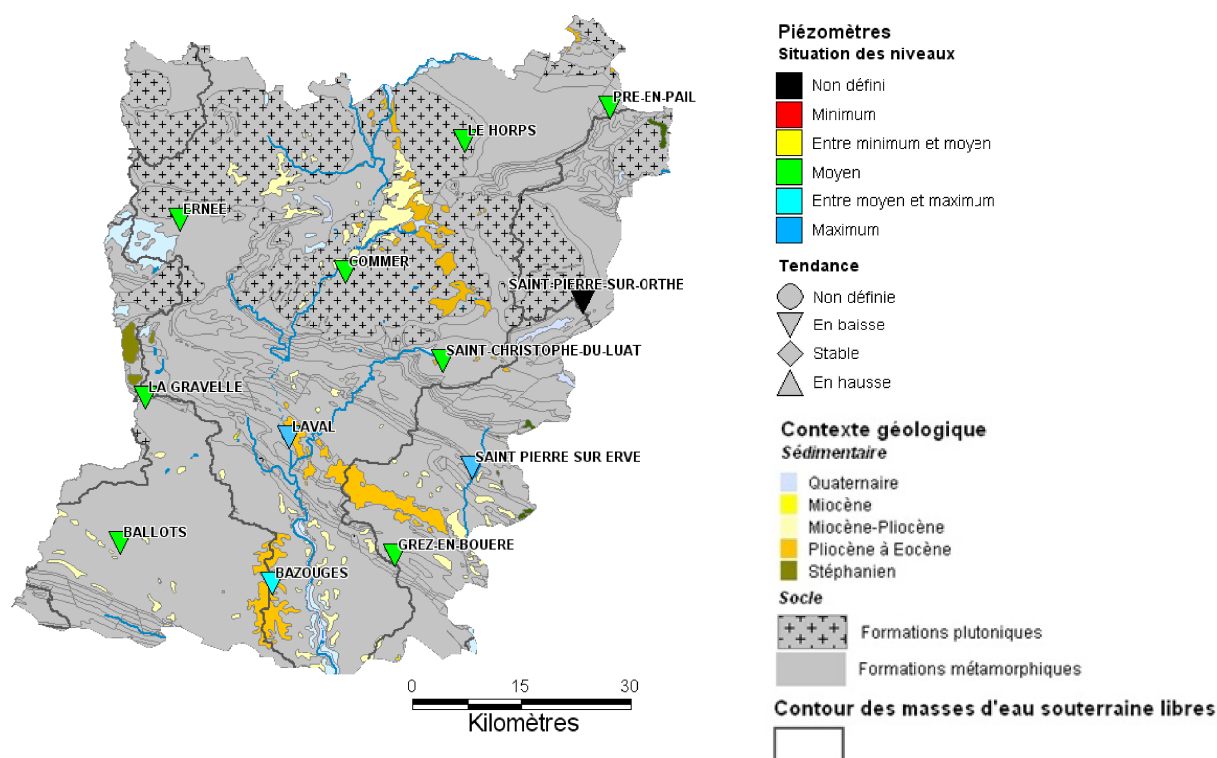 PRE-EN-PAIL
LE HORPS
ERNEE
COMMER
SAINT-PIERRE-SUR-ORTHE
SAINT-CHRISTOPHE-DU-LUAT
LA GRAVELLE
LAVAL
SAINT PIERRE SUR ERVE
BALLOTS
GREZ-EN-BOUERE
BAZOUGES
0 15 30
Kilomètres
Piézomètres
Situation des niveaux
Non défini
Minimum
Entre minimum et moyen
Moyen
Entre moyen et maximum
Maximum
Tendance
Non définie
En baisse
Stable
En hausse
Contexte géologique
Sédimentaire
Quaternaire
Miocène
Miocène-Pliocène
Pliocène à Eocène
Stéphanien
Socle
Formations plutoniques
Formations métamorphiques
Contour des masses d'eau souterraine libres